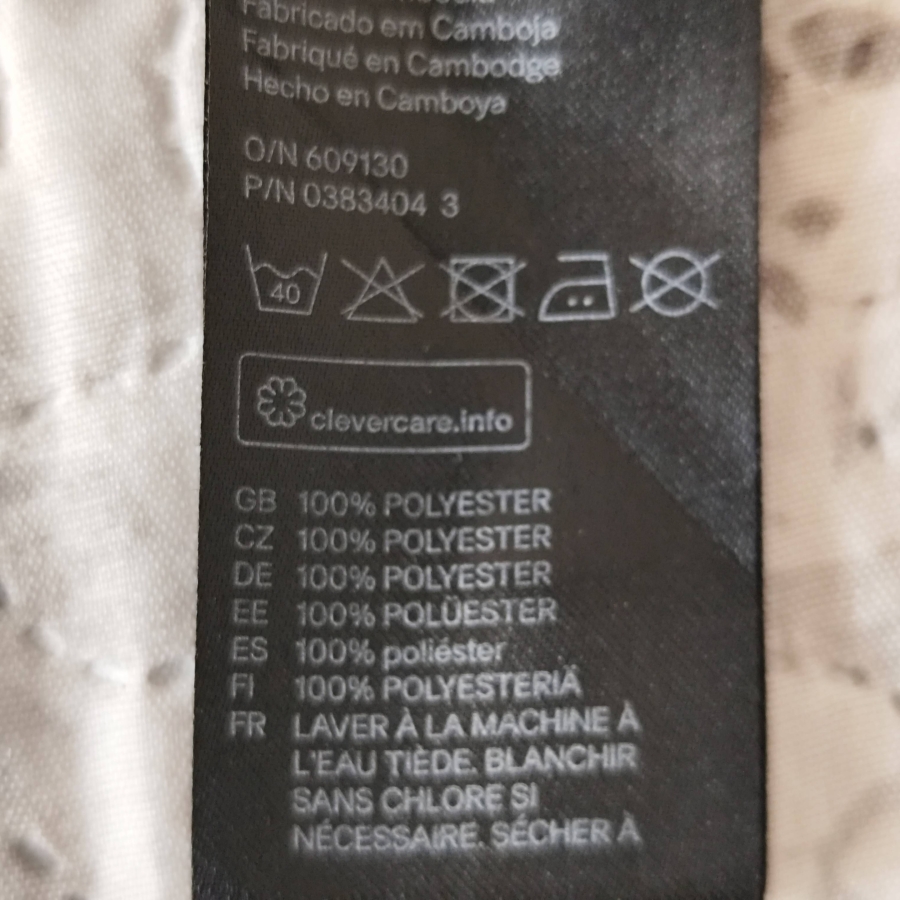 Fabricado em Camboja
Fabriqué en Cambodge
Hecho en Camboya
O/N 609130
P/N 0383404 3
40
clevercare.info
GB 100% POLYESTER
CZ 100% POLYESTER
DE 100% POLYESTER
EE 100% POLÜESTER
ES 100% poliéster
FI 100% POLYESTERIÄ
FR LAVER À LA MACHINE À
L'EAU TIÈDE. BLANCHIR
SANS CHLORE SI
NÉCESSAIRE. SÉCHER À